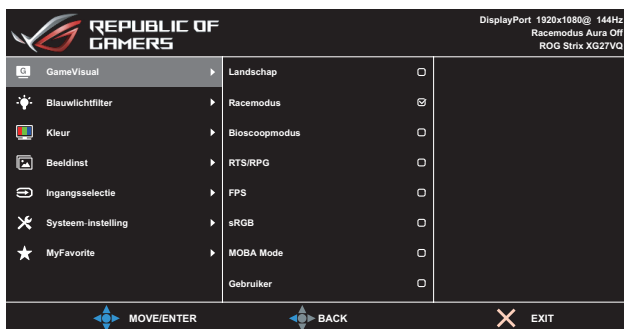 REPUBLIC OF
GAMERS
DisplayPort 1920x1080@ 144Hz
Racemodus Aura Off
ROG Strix XG27VQ
G GameVisual
Blauwlichtfilter
Kleur
Beeldinst
Ingangsselectie
Systeem-instelling
MyFavorite
Landschap
Racemodus
Bioscoopmodus
RTS/RPG
FPS
sRGB
MOBA Mode
Gebruiker
MOVE/ENTER
BACK
EXIT